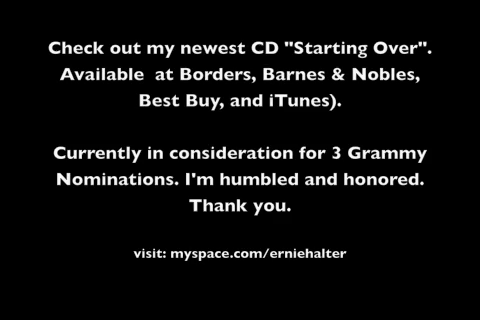 Check out my newest CD "Starting Over".
Available  at Borders, Barnes & Nobles,
Best Buy, and iTunes).
Currently in consideration for 3 Grammy
Nominations. I'm humbled and honored.
Thank you.
visit: myspace.com/erniehalter